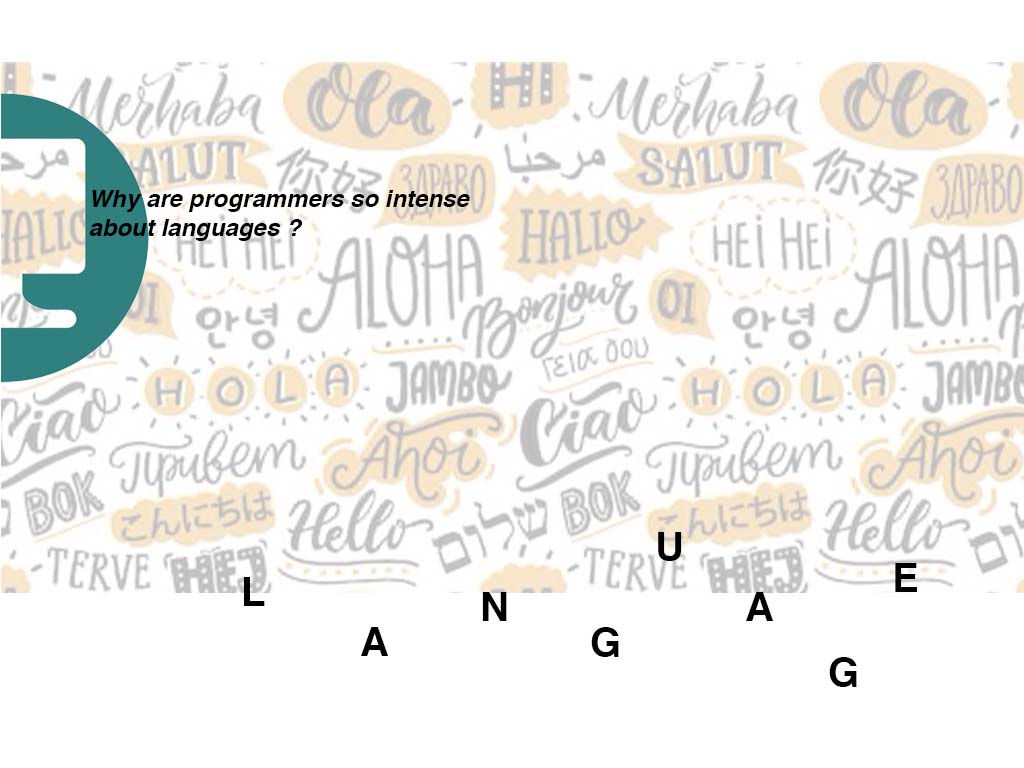 Merhaba Ola HI Merhaba Ola
مرحبا SALUT 你好 ЗДРАВО مرحبا SALUT 你好 ЗДРАВО
Why are programmers so intense
about languages ?
HALLO HEI HEI ALOHA HALLO HEI HEI ALOHA
OI 안녕 Bonjour OI 안녕
Γεια σου
HOLA JAMBO HOLA JAMBO
Ciao Привет Ahoi Ciao Привет Ahoi
BOK こんにちは Hello שלום BOK こんにちは Hello
TERVE HEJ TERVE HEJ
L A N G U A G E